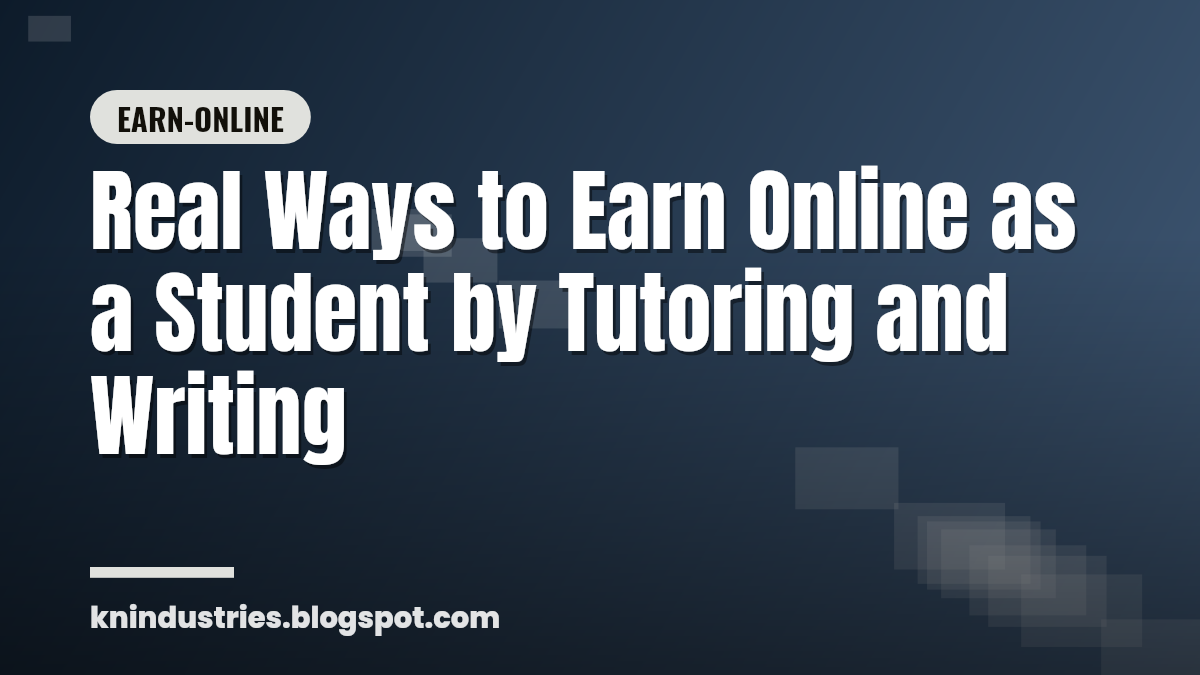 EARN-ONLINE
Real Ways to Earn Online as
a Student by Tutoring and
Writing
knindustries.blogspot.com